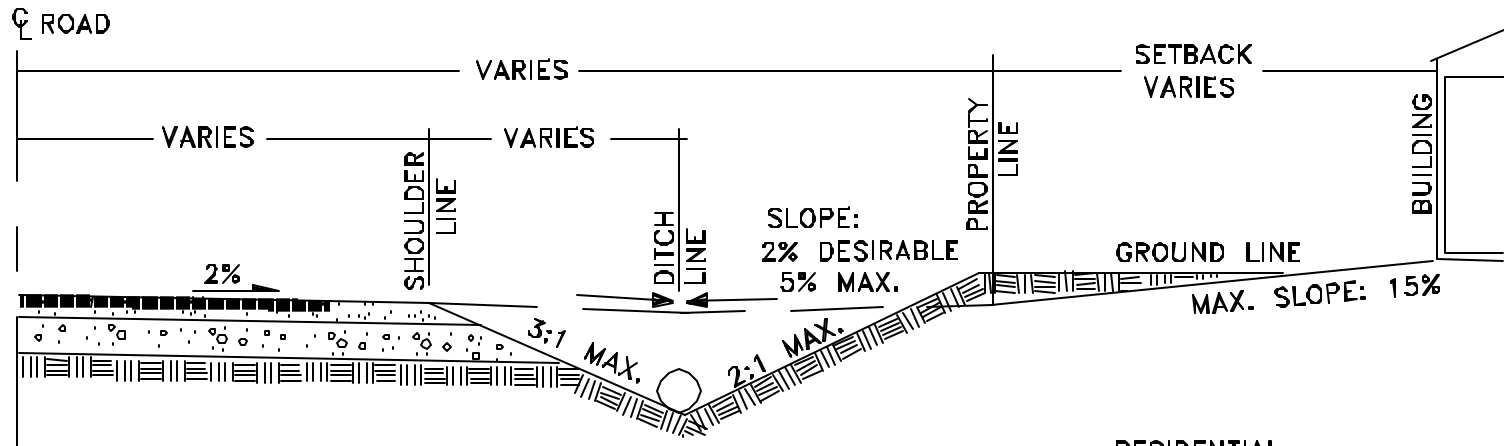 ℄ ROAD
VARIES
SETBACK
VARIES
VARIES
VARIES
SHOULDER
LINE
DITCH
LINE
PROPERTY
LINE
BUILDING
SLOPE:
2% DESIRABLE
5% MAX.
GROUND LINE
2%
MAX. SLOPE: 15%
3:1 MAX.
2:1 MAX.